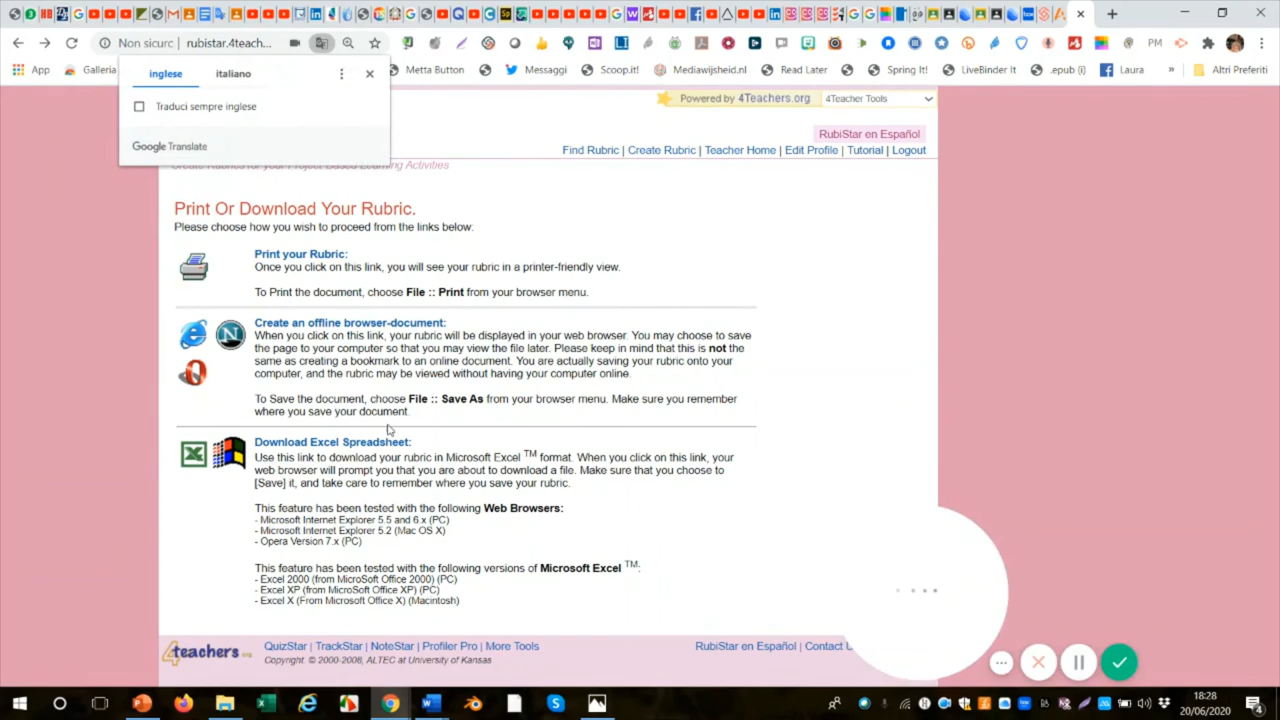 Non sicurc
rubistar.4teach...
PM
App
Galleria
Metta Button
Messaggi
Scoop.it!
Mediawijsheid.nl
Read Later
Spring It!
LiveBinder It
.epub (i)
Laura
»
Altri Preferiti
inglese
italiano
Traduci sempre inglese
Google Translate
Powered by 4Teachers.org
4Teacher Tools
RubiStar en Español
Find Rubric | Create Rubric | Teacher Home | Edit Profile | Tutorial | Logout
Create Rubrics for your Project-Based Learning Activities
Print Or Download Your Rubric.
Please choose how you wish to proceed from the links below:
Print your Rubric:
Once you click on this link, you will see your rubric in a printer-friendly view.
To Print the document, choose File :: Print from your browser menu.
Create an offline browser-document:
When you click on this link, your rubric will be displayed in your web browser. You may choose to save
the page to your computer so that you may view the file later. Please keep in mind that this is not the
same as creating a bookmark to an online document. You are actually saving your rubric onto your
computer, and the rubric may be viewed without having your computer online.
To Save the document, choose File :: Save As from your browser menu. Make sure you remember
where you save your document.
Download Excel Spreadsheet:
Use this link to download your rubric in Microsoft Excel TM format. When you click on this link, your
web browser will prompt you that you are about to download a file. Make sure that you choose to
[Save] it, and take care to remember where you save your rubric.
This feature has been tested with the following Web Browsers:
- Microsoft Internet Explorer 5.5 and 6.x (PC)
- Microsoft Internet Explorer 5.2 (Mac OS X)
- Opera Version 7.x (PC)
This feature has been tested with the following versions of Microsoft Excel TM:
- Excel 2000 (from MicroSoft Office 2000) (PC)
- Excel XP (from MicroSoft Office XP) (PC)
- Excel X (From Microsoft Office X) (Macintosh)
4teachers.org
QuizStar | TrackStar | NoteStar | Profiler Pro | More Tools
RubiStar en Español | Contact U
Copyright © 2000-2008, ALTEC at University of Kansas
18:28
20/06/2020
4